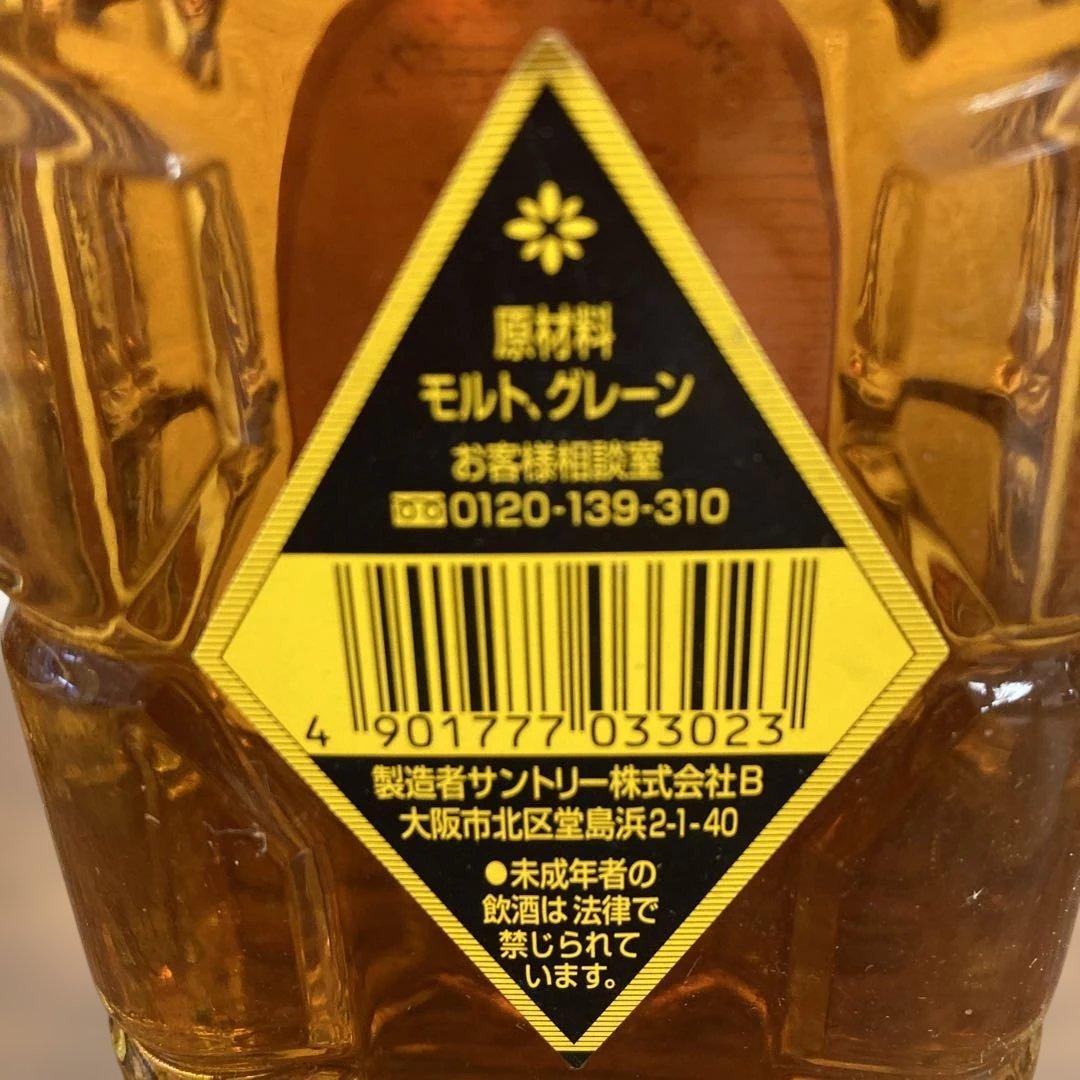 原材料
モルト、グレーン
お客様相談室
0120-139-310
4 901777 033023
製造者サントリー株式会社B
大阪市北区堂島浜2-1-40
●未成年者の
飲酒は法律で
禁じられて
います。